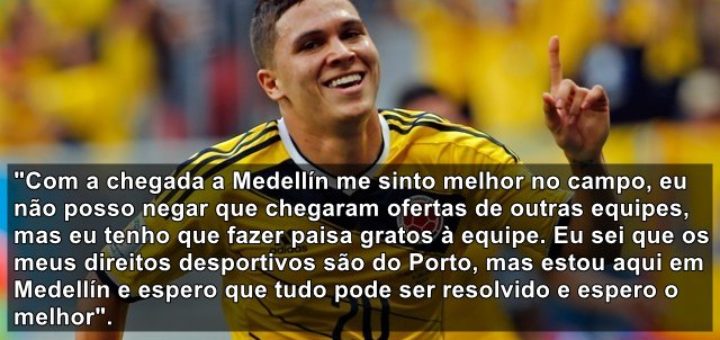 "Com a chegada a Medellín me sinto melhor no campo, eu
não posso negar que chegaram ofertas de outras equipes,
mas eu tenho que fazer paisa gratos à equipe. Eu sei que os
meus direitos desportivos são do Porto, mas estou aqui em
Medellín e espero que tudo pode ser resolvido e espero o
melhor".
adidas
20